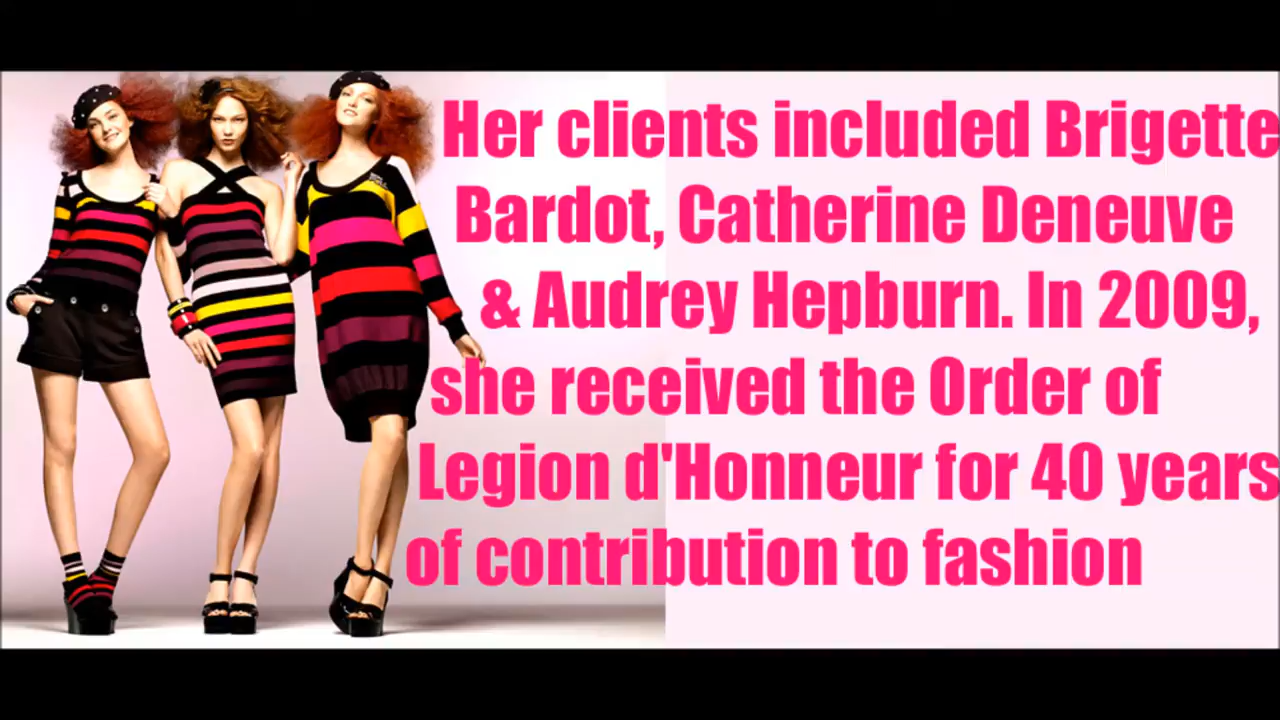 Her clients included Brigette
Bardot, Catherine Deneuve
& Audrey Hepburn. In 2009,
she received the Order of
Legion d'Honneur for 40 years
of contribution to fashion